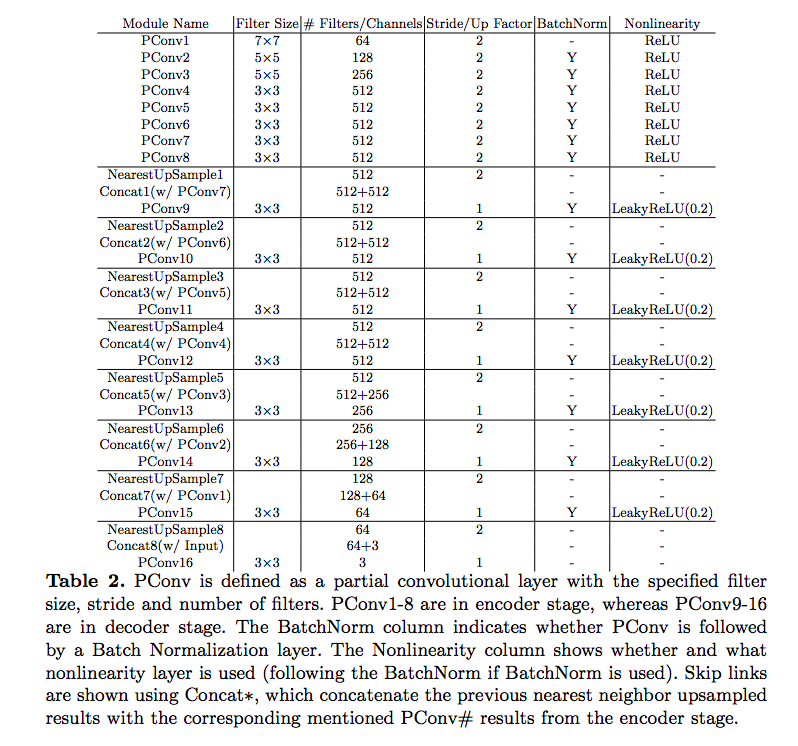 Module Name Filter Size # Filters/Channels Stride/Up Factor BatchNorm Nonlinearity
PConv1 7×7 64 2 - ReLU
PConv2 5×5 128 2 Y ReLU
PConv3 5×5 256 2 Y ReLU
PConv4 3×3 512 2 Y ReLU
PConv5 3×3 512 2 Y ReLU
PConv6 3×3 512 2 Y ReLU
PConv7 3×3 512 2 Y ReLU
PConv8 3×3 512 2 Y ReLU
NearestUpSample1 512 2 - -
Concat1(w/ PConv7) 512+512 - -
PConv9 3×3 512 1 Y LeakyReLU(0.2)
NearestUpSample2 512 2 - -
Concat2(w/ PConv6) 512+512 - -
PConv10 3×3 512 1 Y LeakyReLU(0.2)
NearestUpSample3 512 2 - -
Concat3(w/ PConv5) 512+512 - -
PConv11 3×3 512 1 Y LeakyReLU(0.2)
NearestUpSample4 512 2 - -
Concat4(w/ PConv4) 512+512 - -
PConv12 3×3 512 1 Y LeakyReLU(0.2)
NearestUpSample5 512 2 - -
Concat5(w/ PConv3) 512+256 - -
PConv13 3×3 256 1 Y LeakyReLU(0.2)
NearestUpSample6 256 2 - -
Concat6(w/ PConv2) 256+128 - -
PConv14 3×3 128 1 Y LeakyReLU(0.2)
NearestUpSample7 128 2 - -
Concat7(w/ PConv1) 128+64 - -
PConv15 3×3 64 1 Y LeakyReLU(0.2)
NearestUpSample8 64 2 - -
Concat8(w/ Input) 64+3 - -
PConv16 3×3 3 1 - -
Table 2. PConv is defined as a partial convolutional layer with the specified filter
size, stride and number of filters. PConv1-8 are in encoder stage, whereas PConv9-16
are in decoder stage. The BatchNorm column indicates whether PConv is followed
by a Batch Normalization layer. The Nonlinearity column shows whether and what
nonlinearity layer is used (following the BatchNorm if BatchNorm is used). Skip links
are shown using Concat∗, which concatenate the previous nearest neighbor upsampled
results with the corresponding mentioned PConv# results from the encoder stage.